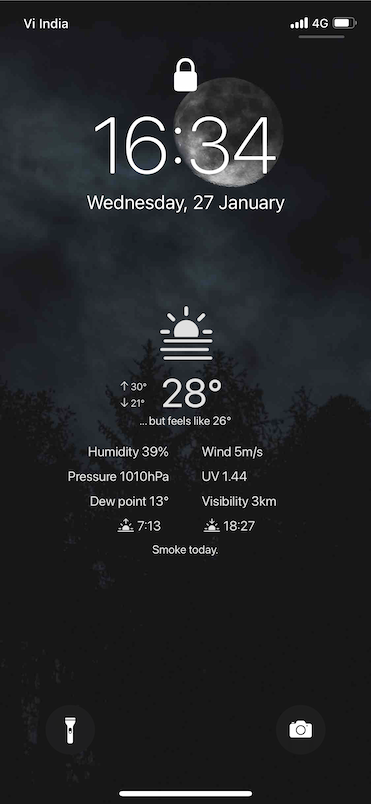 Vi India 4G
16:34
Wednesday, 27 January
↑30° 28°
↓21°
...but feels like 26°
Humidity 39% Wind 5m/s
Pressure 1010hPa UV 1.44
Dew point 13° Visibility 3km
7:13 18:27
Smoke today.